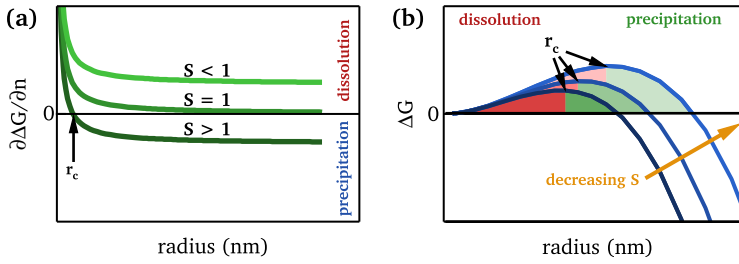 (a)
∂ΔG/∂n
0
S < 1
S = 1
S > 1
r_c
dissolution
precipitation
radius (nm)
(b)
dissolution
precipitation
r_c
ΔG
0
decreasing S
radius (nm)